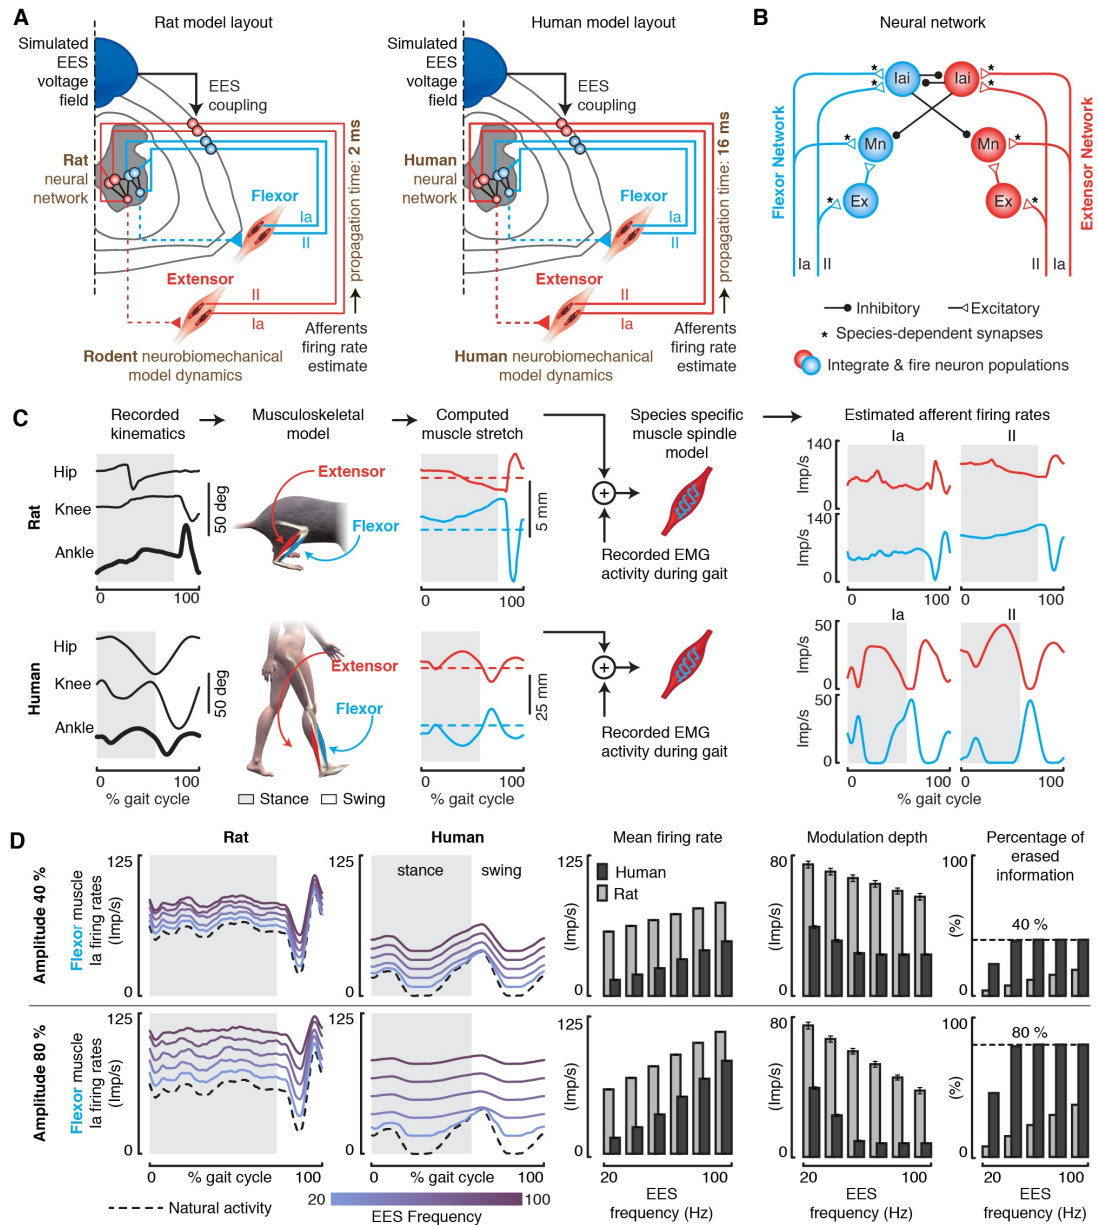 A
Rat model layout
Simulated
EES
voltage
field
EES
coupling
Rat
neural
network
Flexor
Ia
II
Extensor
II
Ia
propagation time: 2 ms
Afferents
firing rate
estimate
Rodent neurobiomechanical
model dynamics
Human model layout
Simulated
EES
voltage
field
EES
coupling
Human
neural
network
Flexor
Ia
II
Extensor
II
Ia
propagation time: 16 ms
Afferents
firing rate
estimate
Human neurobiomechanical
model dynamics
B
Neural network
* Iai * Iai
* *
Flexor Network
Extensor Network
* Mn Mn *
* Ex Ex *
Ia II II Ia
Inhibitory Excitatory
* Species-dependent synapses
Integrate & fire neuron populations
C
Recorded
kinematics
Musculoskeletal
model
Computed
muscle stretch
Species specific
muscle spindle
model
Estimated afferent firing rates
Rat
Hip
Knee
Ankle
50 deg
0 100
Extensor
Flexor
5 mm
0 100
+
Recorded EMG
activity during gait
Ia II
140
Imp/s
0
140
Imp/s
0
0 100 0 100
Human
Hip
Knee
Ankle
50 deg
0 100
% gait cycle
Extensor
Flexor
Stance Swing
25 mm
0 100
% gait cycle
+
Recorded EMG
activity during gait
Ia II
50
Imp/s
0
50
Imp/s
0
0 100 0 100
% gait cycle
D
Rat Human Mean firing rate Modulation depth Percentage of
erased
information
Amplitude 40 %
Flexor muscle
Ia firing rates
(Imp/s)
125
0
125
stance swing
0
125
(Imp/s)
Human
Rat
0
80
(Imp/s)
0
100
(%)
40 %
0
Amplitude 80 %
Flexor muscle
Ia firing rates
(Imp/s)
125
0
0 % gait cycle 100
125
0
0 % gait cycle 100
125
(Imp/s)
0
20 100
EES
frequency (Hz)
80
(Imp/s)
0
20 100
EES
frequency (Hz)
100
(%)
80 %
0
20 100
EES
frequency (Hz)
Natural activity
20 100
EES Frequency